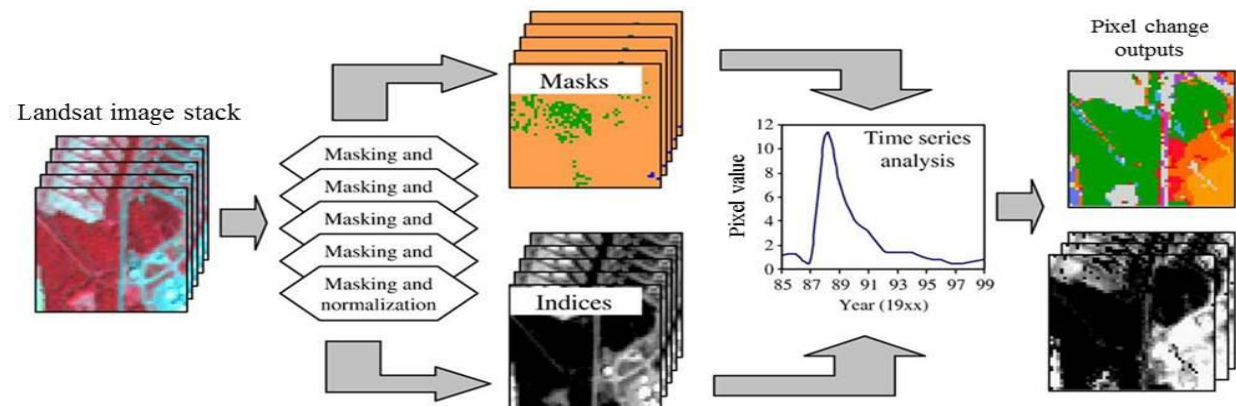 Landsat image stack
Masking and
Masking and
Masking and
Masking and
Masking and
normalization
Masks
Indices
Time series
analysis
Pixel value
12
10
8
6
4
2
0
85 87 89 91 93 95 97 99
Year (19xx)
Pixel change
outputs